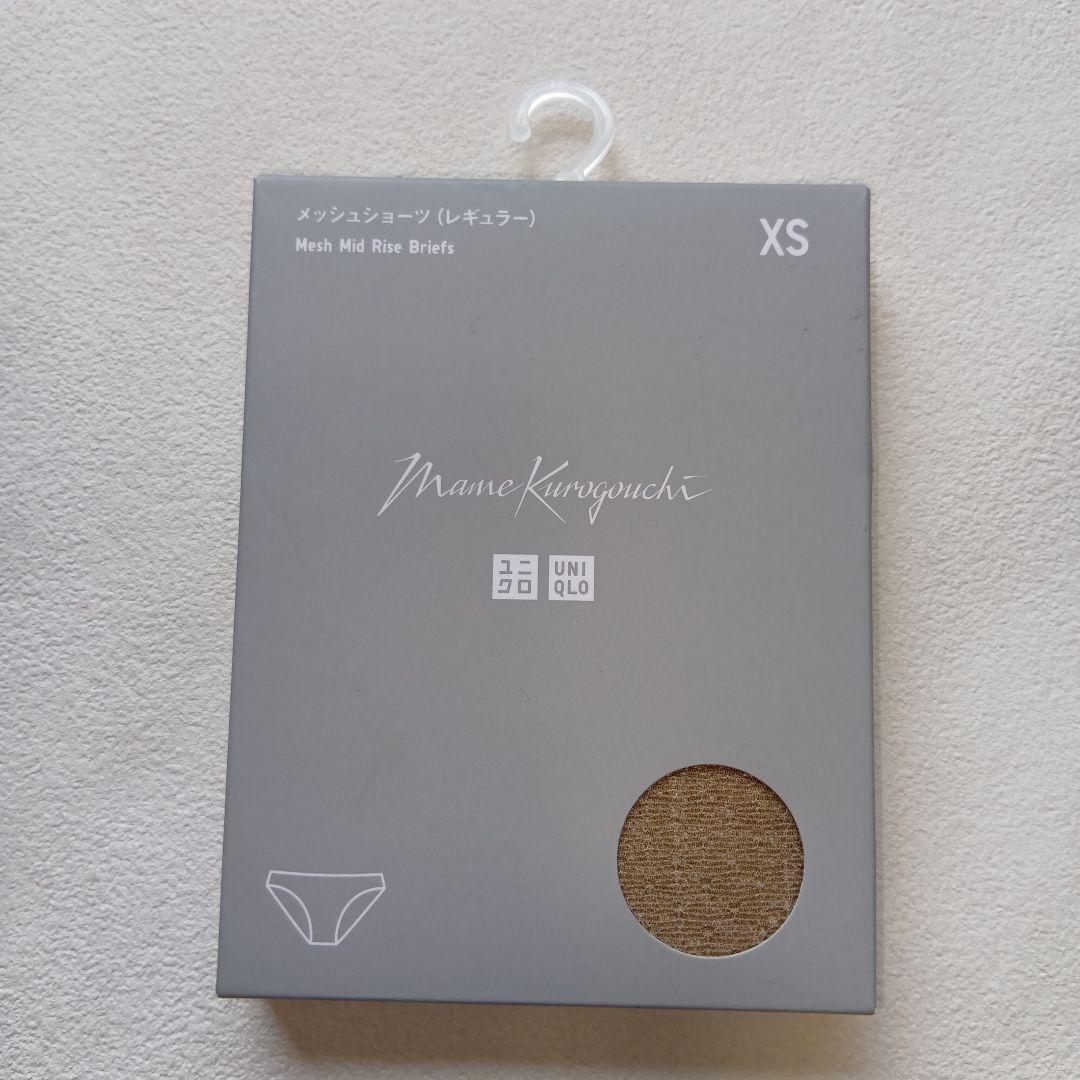 メッシュショーツ(レギュラー)
Mesh Mid Rise Briefs
XS
Mame Kurogouchi
ユニ
クロ
UNI
QLO